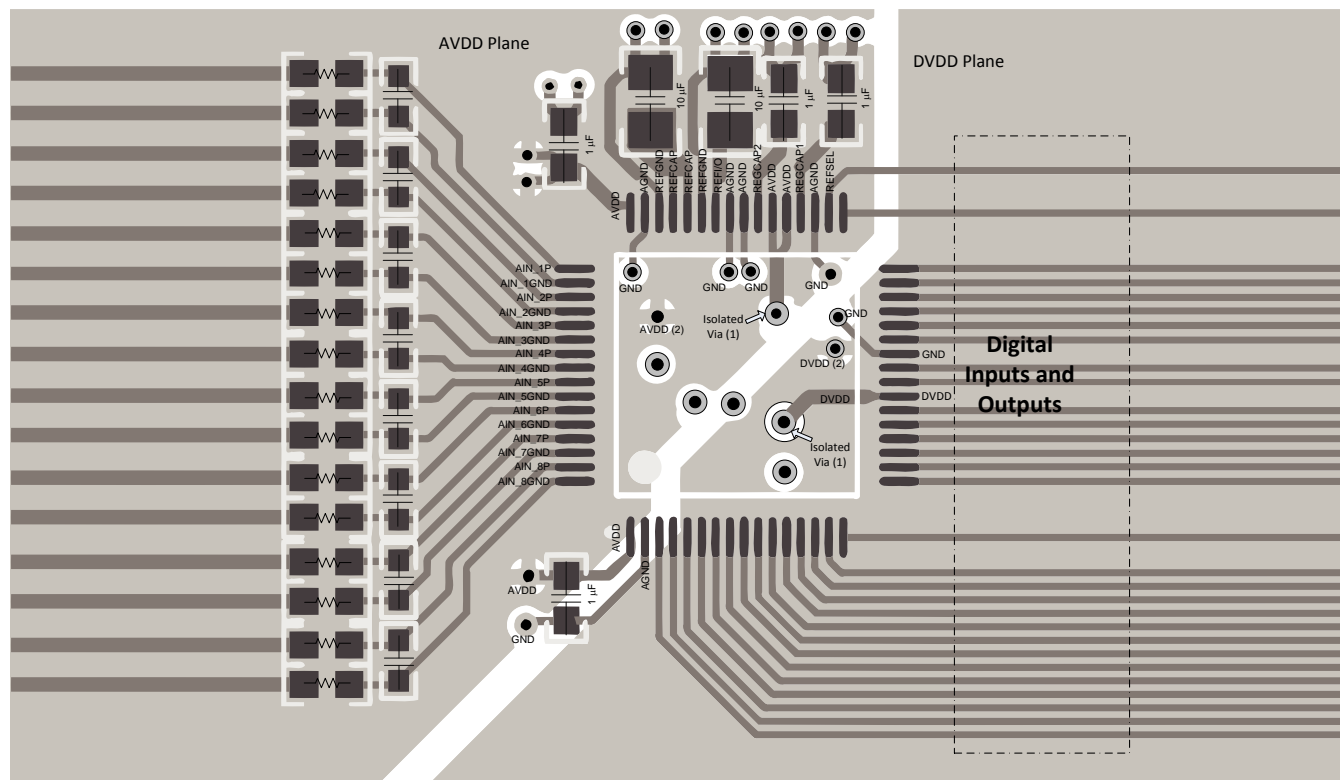 AVDD Plane
DVDD Plane
10 µF
10 µF
1 µF
1 µF
1 µF
AVDD
AGND
REFGND
REFCAP
REFCAP
REFGND
REFI/O
AGND
AGND
REGCAP2
AVDD
AVDD
REGCAP1
AGND
REFSEL
AIN_1P
AIN_1GND
AIN_2P
AIN_2GND
AIN_3P
AIN_3GND
AIN_4P
AIN_4GND
AIN_5P
AIN_5GND
AIN_6P
AIN_6GND
AIN_7P
AIN_7GND
AIN_8P
AIN_8GND
GND
GND
GND
GND
AVDD (2)
Isolated
Via (1)
GND
DVDD (2)
GND
DVDD
DVDD
Isolated
Via (1)
Digital
Inputs and
Outputs
AVDD
AGND
AVDD
1 µF
GND